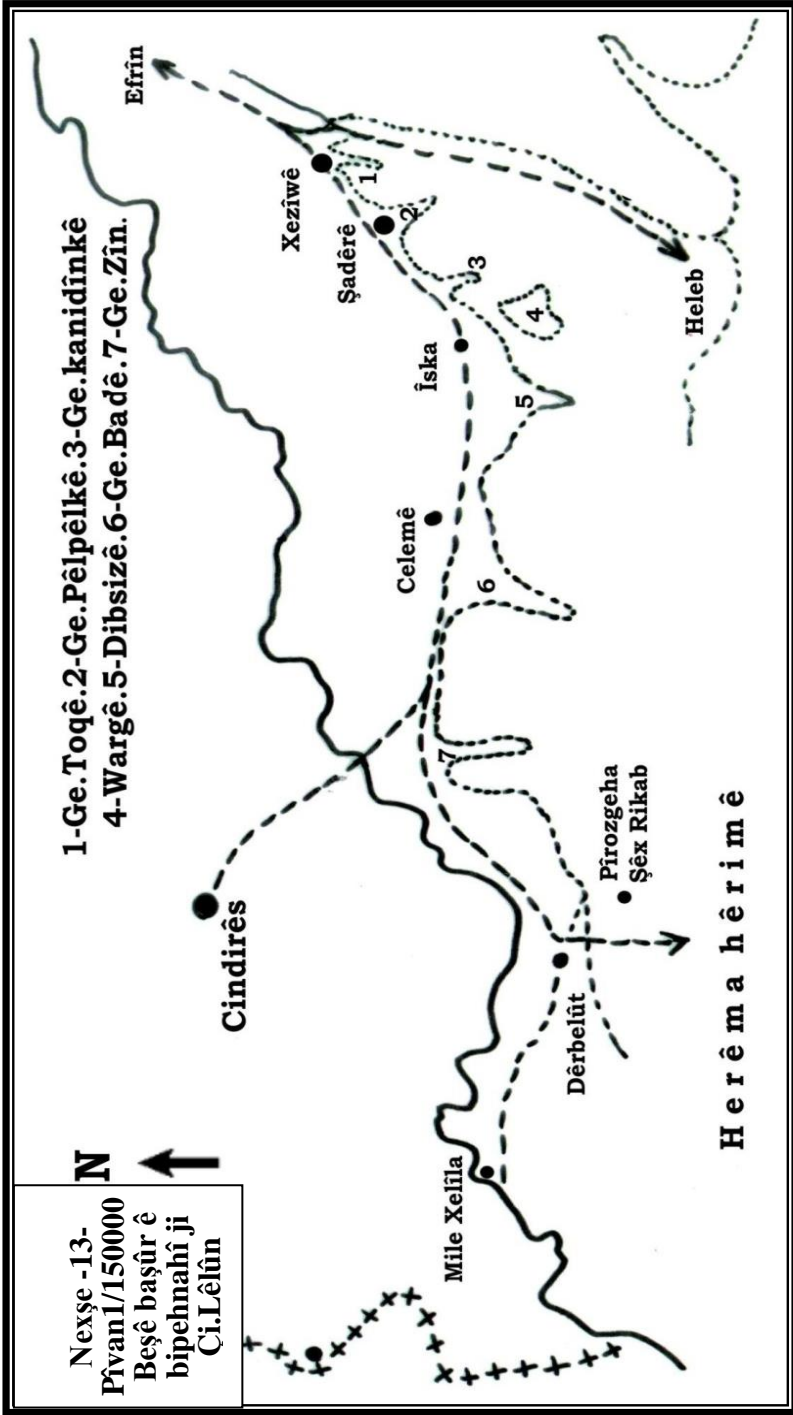 Nexşe -13-
Pîvan1/150000
Beşê başûr ê
bipehnahî ji
Çi.Lêlûn
N
1-Ge.Toqê.2-Ge.Pêlpêlkê.3-Ge.kanidînkê
4-Wargê.5-Dibsizê.6-Ge.Badê.7-Ge.Zîn.
Efrîn
Cindirês
Xezîwê
Şadêrê
Îska
Celemê
1
2
3
4
5
6
7
Heleb
Mile Xelîla
Dêrbelût
Pîrozgeha
Şêx Rikab
Herêma hêrimê